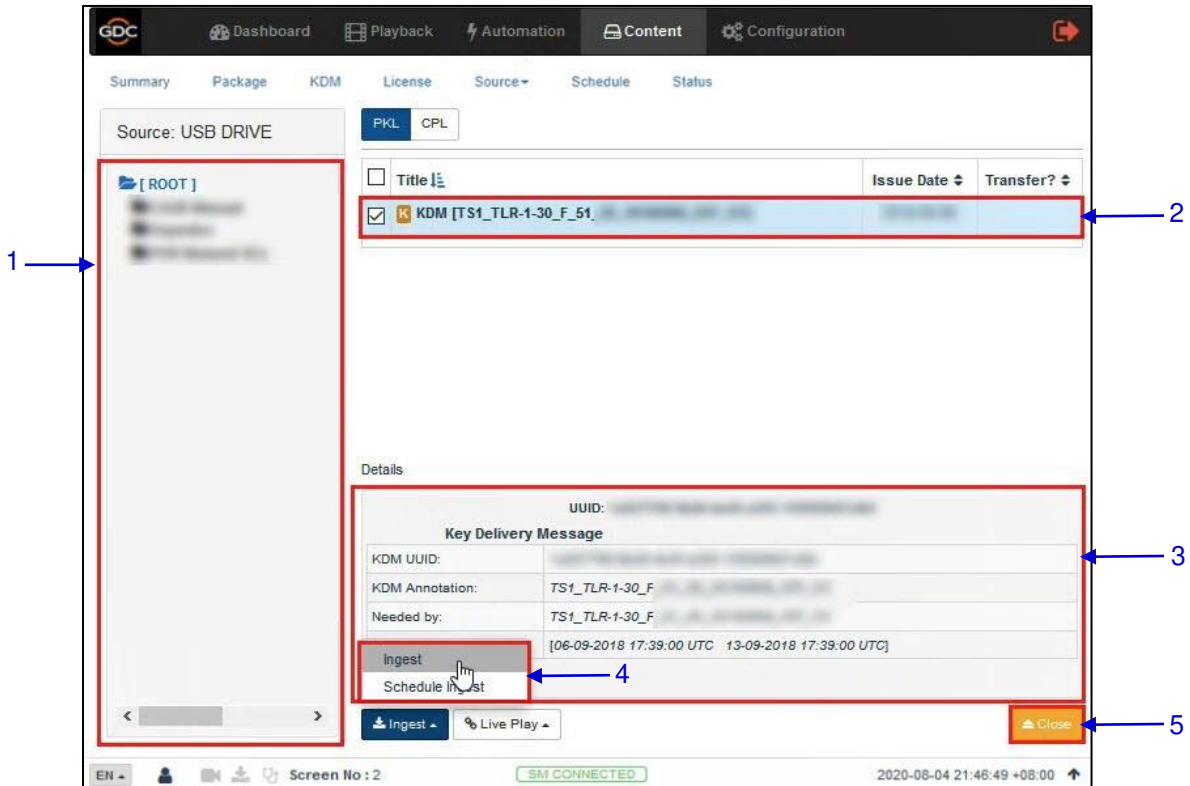 GDC Dashboard Playback Automation Content Configuration
Summary Package KDM License Source Schedule Status
Source: USB DRIVE
PKL CPL
[ ROOT ]
Title Issue Date Transfer?
K KDM [TS1_TLR-1-30_F_51_
2
1
Details
UUID:
Key Delivery Message
3
KDM UUID:
KDM Annotation: TS1_TLR-1-30_F
Needed by: TS1_TLR-1-30_F
[06-09-2018 17:39:00 UTC 13-09-2018 17:39:00 UTC]
Ingest
4
Schedule Ingest
Ingest Live Play Close
5
EN Screen No : 2 SM CONNECTED 2020-08-04 21:46:49 +08:00